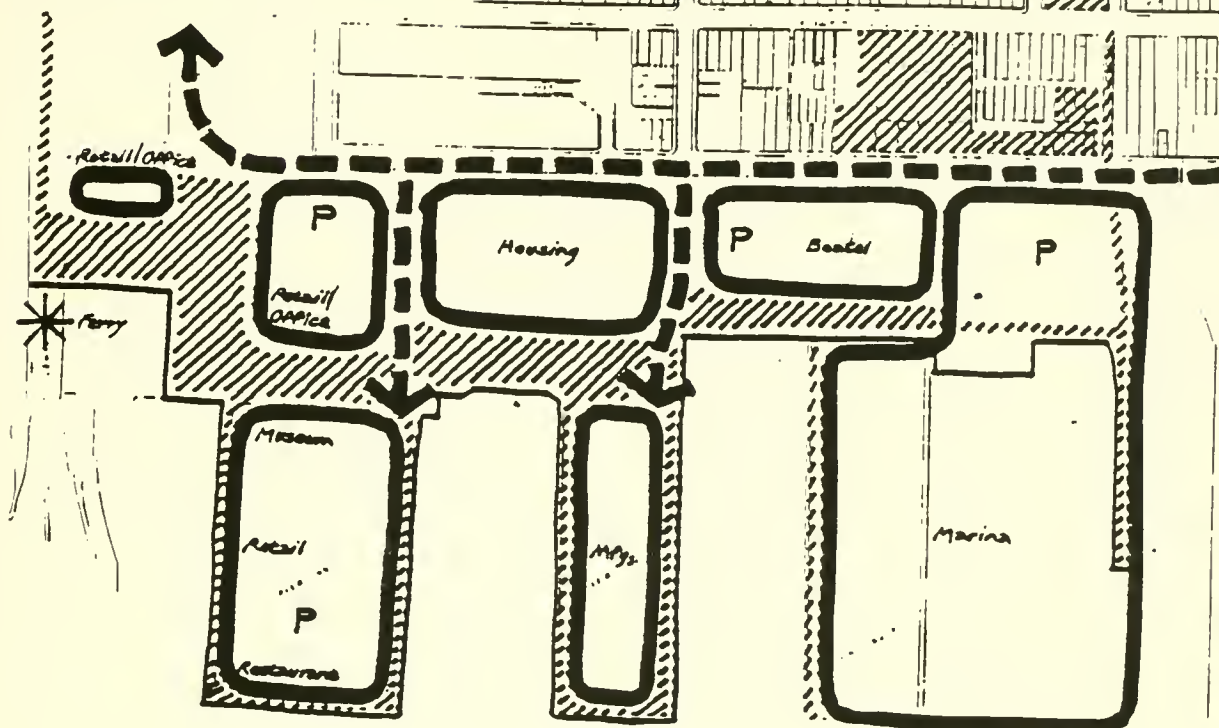 Retail/Office
P
Retail/
Office
Housing
P
Boatel
P
Ferry
Museum
Retail
P
Restaurants
Mfg.
Marina